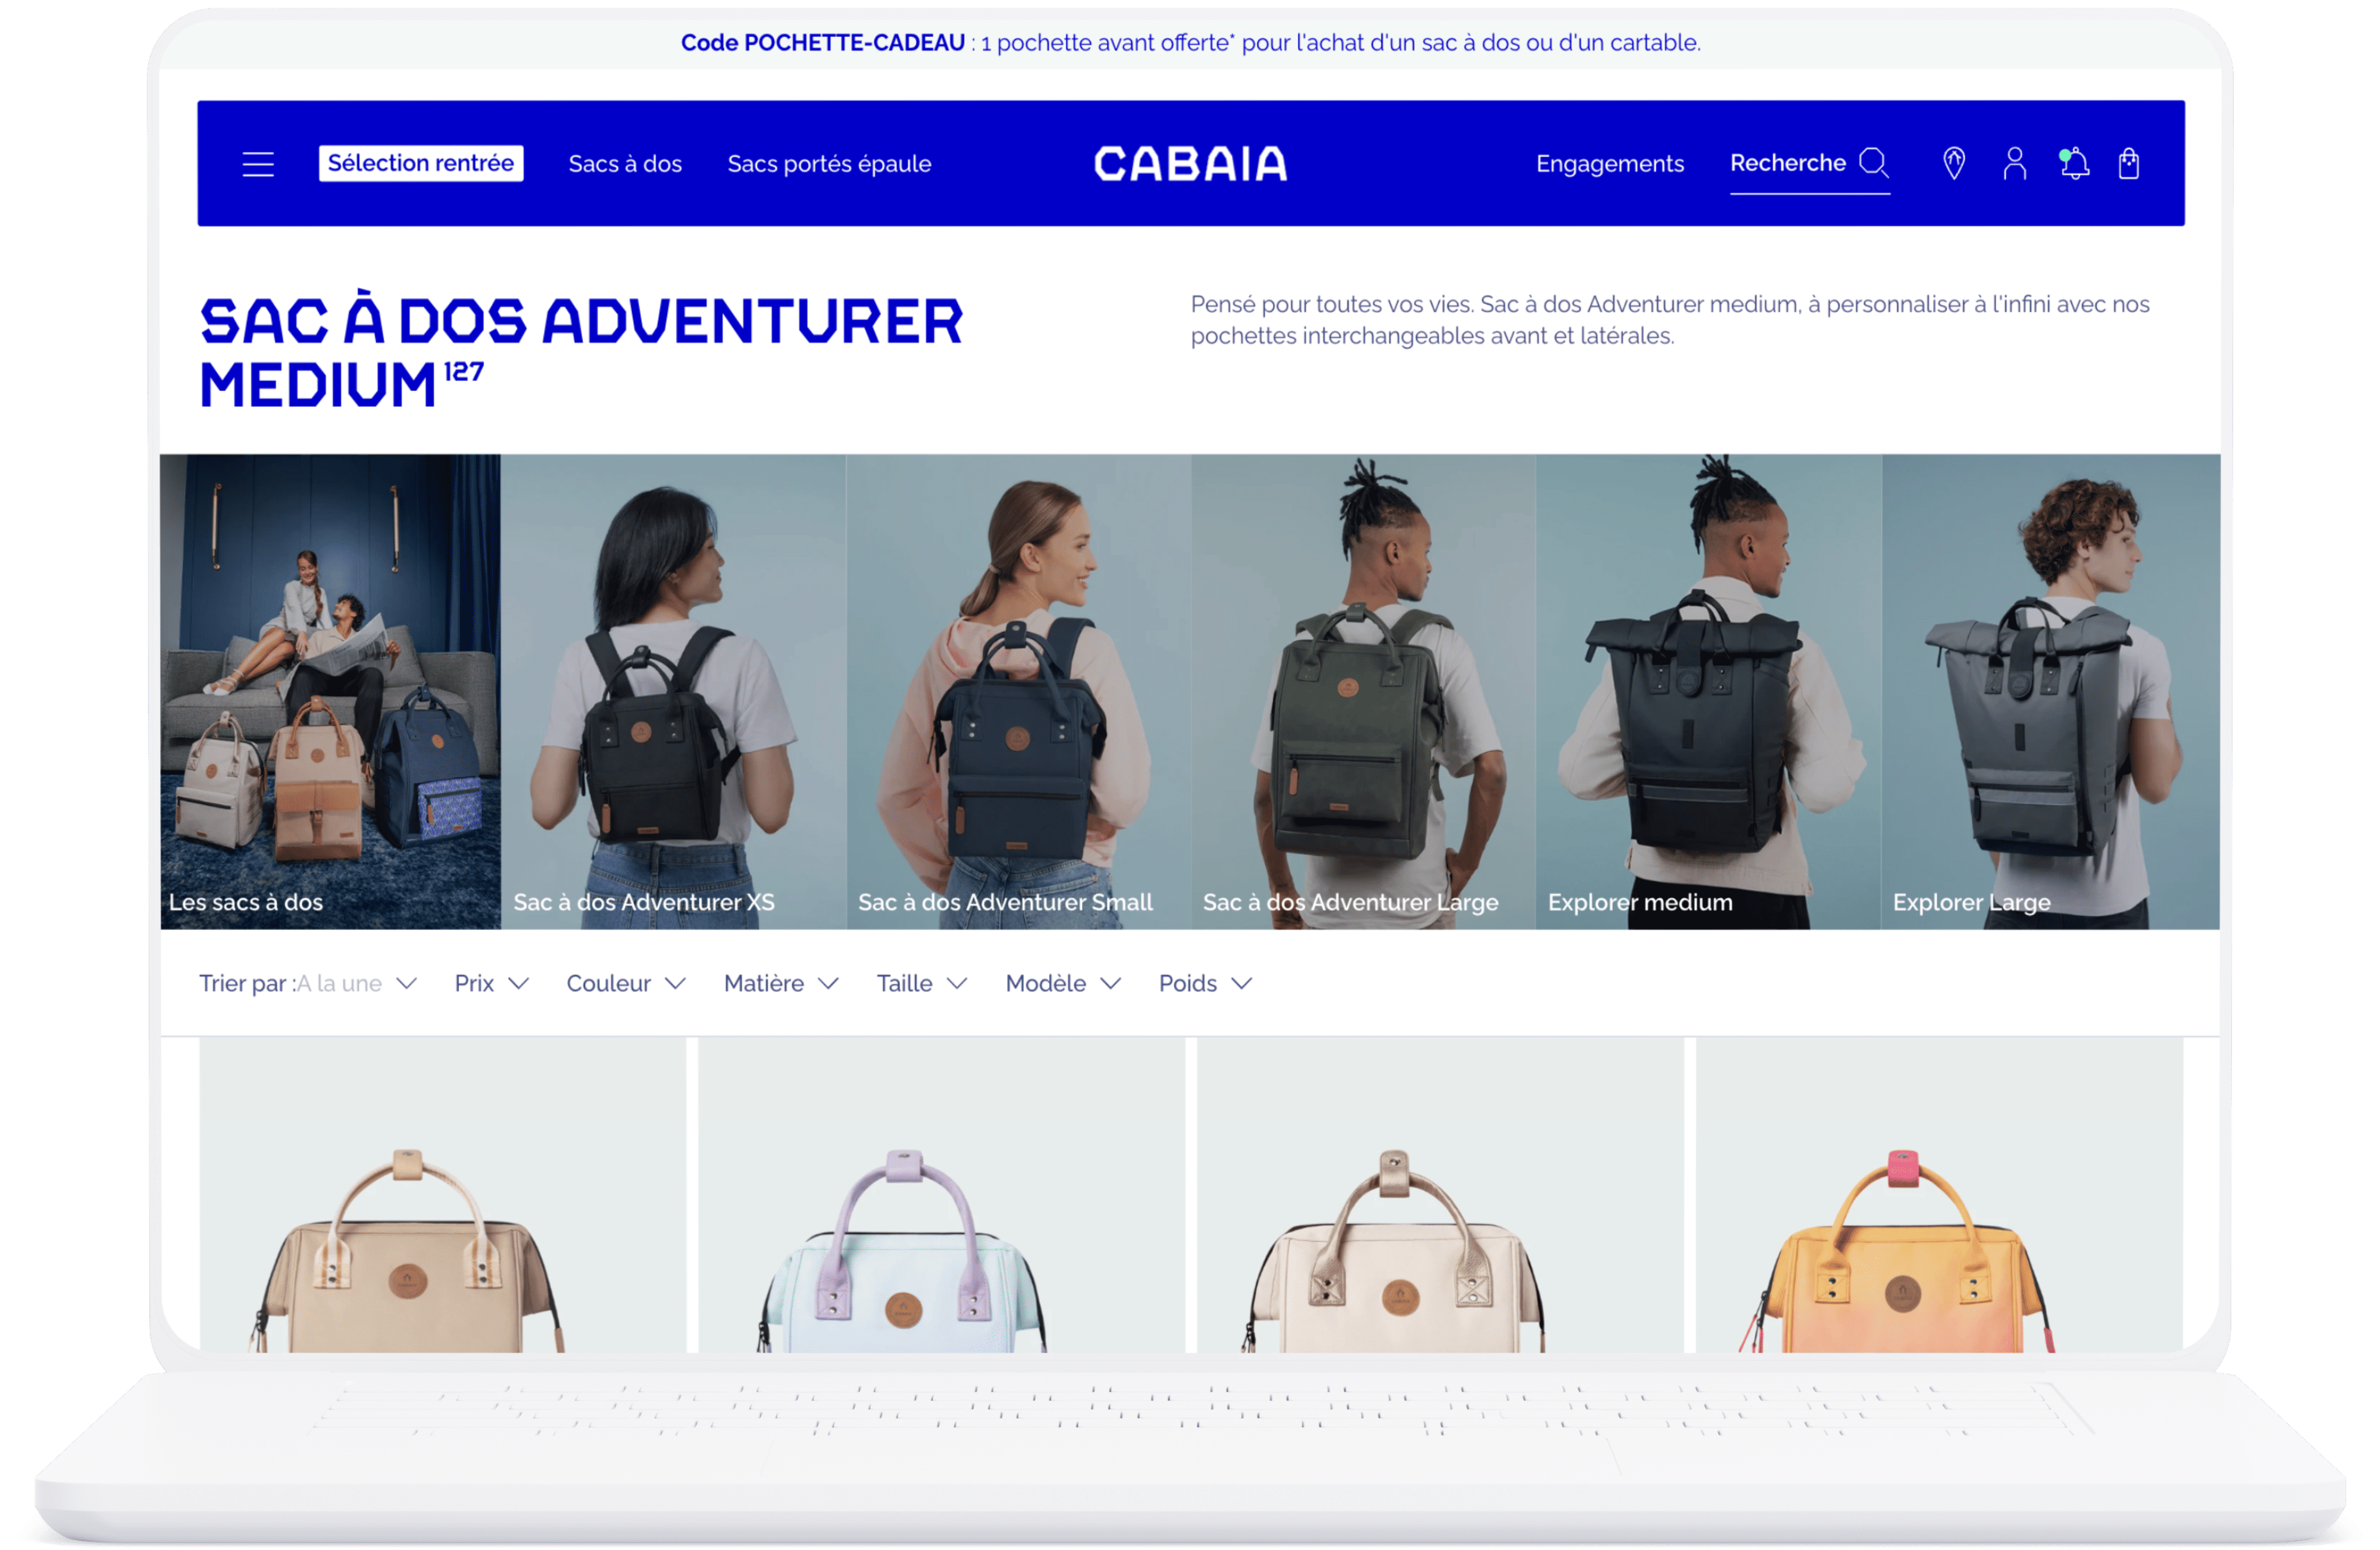 Code POCHETTE-CADEAU : 1 pochette avant offerte* pour l'achat d'un sac à dos ou d'un cartable.
Sélection rentrée Sacs à dos Sacs portés épaule CABAIA Engagements Recherche
SAC À DOS ADVENTURER
MEDIUM 127
Pensé pour toutes vos vies. Sac à dos Adventurer medium, à personnaliser à l'infini avec nos
pochettes interchangeables avant et latérales.
Les sacs à dos
Sac à dos Adventurer XS
Sac à dos Adventurer Small
Sac à dos Adventurer Large
Explorer medium
Explorer Large
Trier par :A la une Prix Couleur Matière Taille Modèle Poids